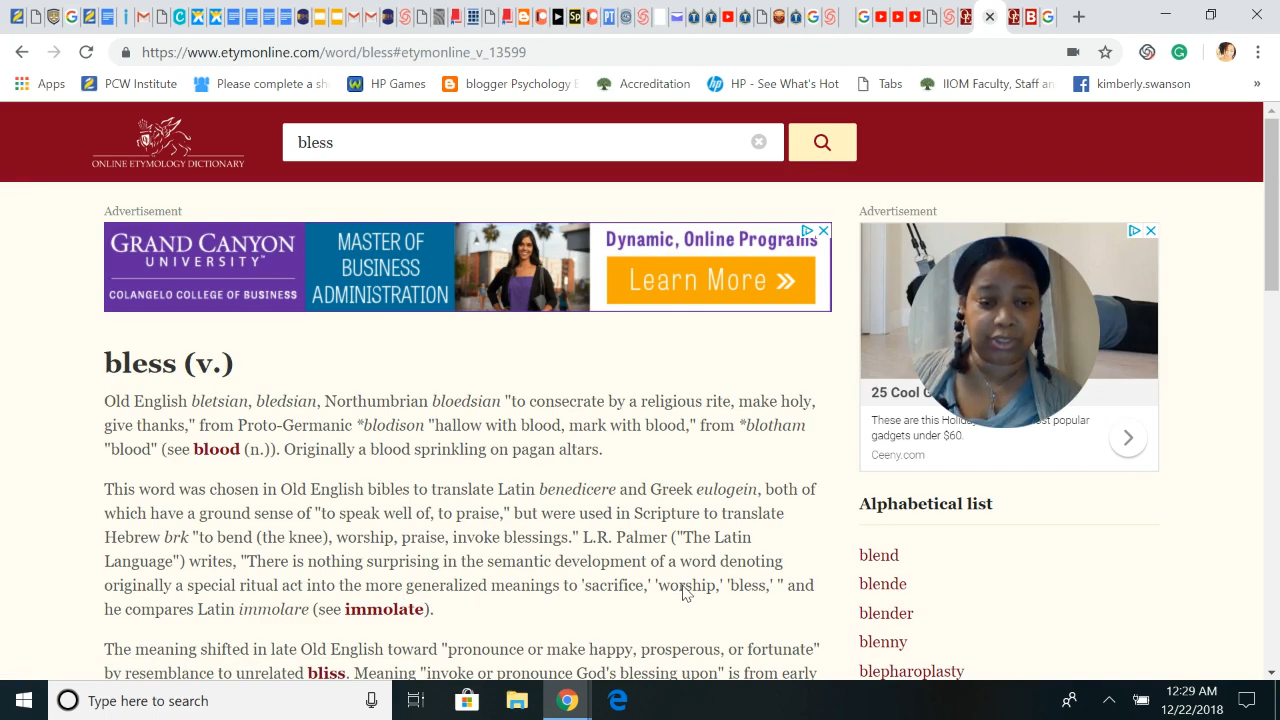 https://www.etymonline.com/word/bless#etymonline_v_13599
Apps
PCW Institute
Please complete a sh
HP Games
blogger Psychology E
Accreditation
HP - See What's Hot
Tabs
IIOM Faculty, Staff an
kimberly.swanson
»
ONLINE ETYMOLOGY DICTIONARY
bless
Advertisement
GRAND CANYON
UNIVERSITY™
COLANGELO COLLEGE OF BUSINESS
MASTER OF
BUSINESS
ADMINISTRATION
Dynamic, Online Programs
Learn More »
Advertisement
25 Cool G
These are this Holid
st popular
gadgets under $60.
Ceeny.com
bless (v.)
Old English bletsian, bledsian, Northumbrian bloedsian "to consecrate by a religious rite, make holy,
give thanks," from Proto-Germanic *blodison "hallow with blood, mark with blood," from *blotham
"blood" (see blood (n.)). Originally a blood sprinkling on pagan altars.
This word was chosen in Old English bibles to translate Latin benedicere and Greek eulogein, both of
which have a ground sense of "to speak well of, to praise," but were used in Scripture to translate
Hebrew brk "to bend (the knee), worship, praise, invoke blessings." L.R. Palmer ("The Latin
Language") writes, "There is nothing surprising in the semantic development of a word denoting
originally a special ritual act into the more generalized meanings to 'sacrifice,' 'worship,' 'bless,' " and
he compares Latin immolare (see immolate).
The meaning shifted in late Old English toward "pronounce or make happy, prosperous, or fortunate"
by resemblance to unrelated bliss. Meaning "invoke or pronounce God's blessing upon" is from early
Alphabetical list
blend
blende
blender
blenny
blepharoplasty
Type here to search
12:29 AM
12/22/2018